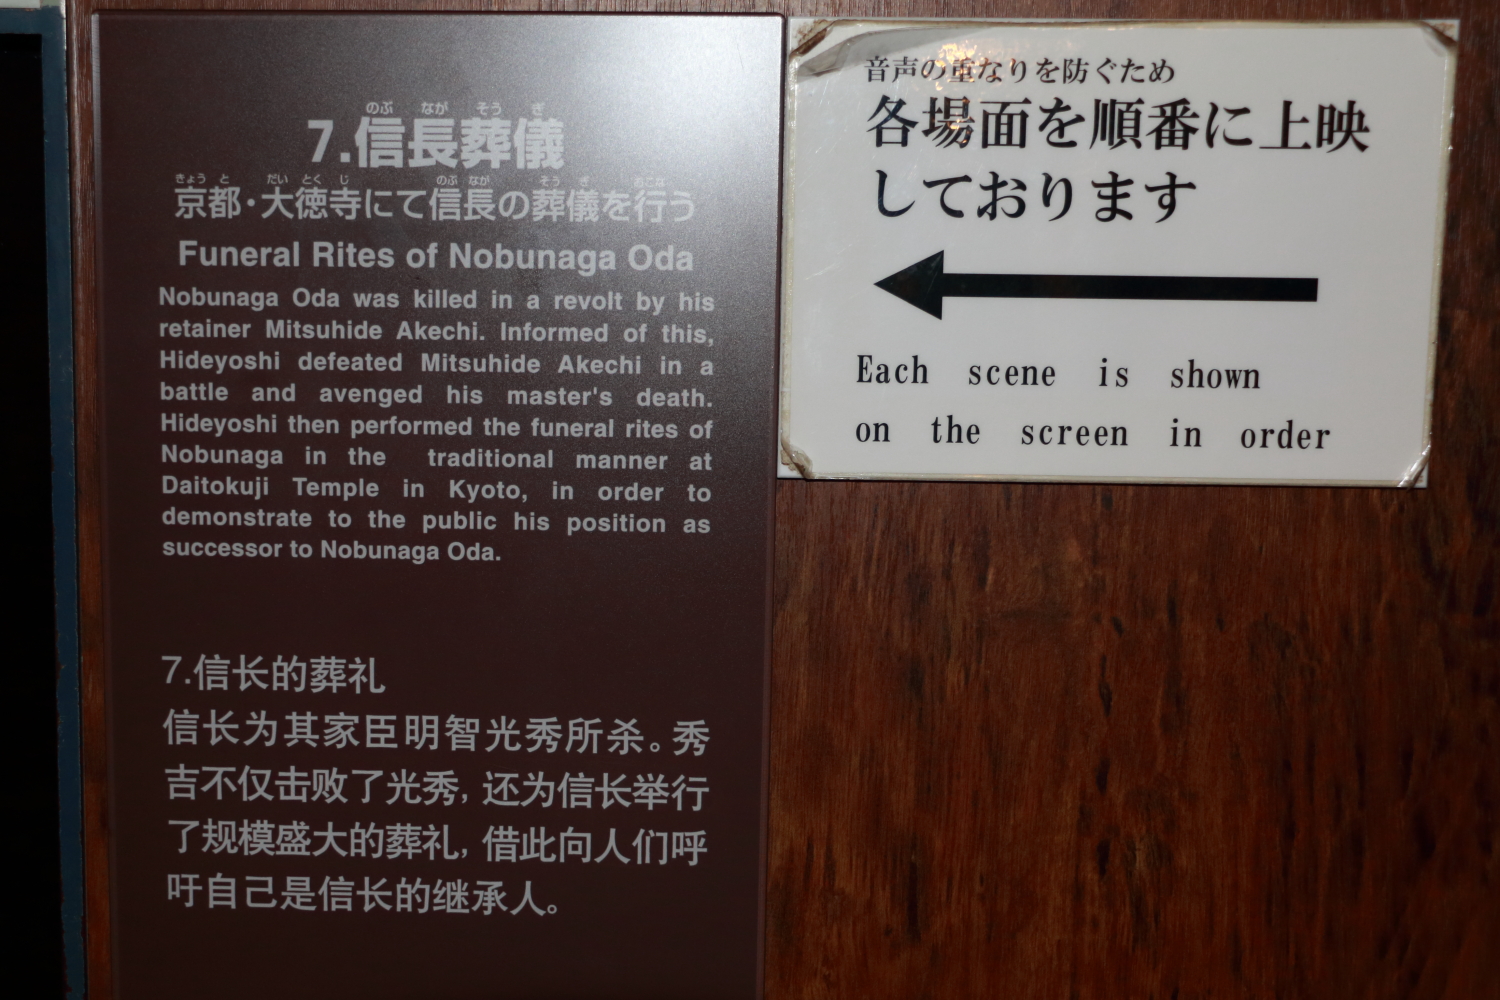 のぶ なが そう ぎ
7.信長葬儀
きょう と だい とく じ のぶ なが そう ぎ おこな
京都・大徳寺にて信長の葬儀を行う
Funeral Rites of Nobunaga Oda
Nobunaga Oda was killed in a revolt by his
retainer Mitsuhide Akechi. Informed of this,
Hideyoshi defeated Mitsuhide Akechi in a
battle and avenged his master's death.
Hideyoshi then performed the funeral rites of
Nobunaga in the traditional manner at
Daitokuji Temple in Kyoto, in order to
demonstrate to the public his position as
successor to Nobunaga Oda.
7.信长的葬礼
信长为其家臣明智光秀所杀。秀
吉不仅击败了光秀, 还为信长举行
了规模盛大的葬礼, 借此向人们呼
吁自己是信长的继承人。
音声の重なりを防ぐため
各場面を順番に上映
しております
Each scene is shown
on the screen in order